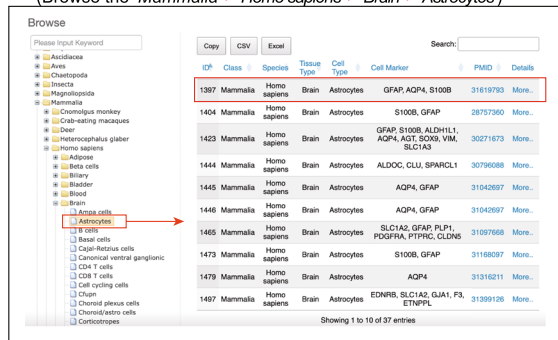 (Browse the "Mammalia > Homo sapiens > Brain > Astrocytes")
Browse
Please Input Keyword
Ascidiacea
Aves
Chaetopoda
Insecta
Magnoliopsida
Mammalia
Cnomolgus monkey
Crab-eating macaques
Deer
Heterocephalus glaber
Homo sapiens
Adipose
Beta cells
Biliary
Bladder
Blood
Brain
Ampa cells
Astrocytes
B cells
Basal cells
Cajal-Retzius cells
Canonical ventral ganglionic
CD4 T cells
CD8 T cells
Cell cycling cells
Cfupn
Choroid plexus cells
Choroid/astro cells
Corticotropes
Copy CSV Excel Search:
ID Class Species Tissue Type Cell Type Cell Marker PMID Details
1397 Mammalia Homo sapiens Brain Astrocytes GFAP, AQP4, S100B 31619793 More..
1404 Mammalia Homo sapiens Brain Astrocytes S100B, GFAP 28757360 More..
1423 Mammalia Homo sapiens Brain Astrocytes GFAP, S100B, ALDH1L1, AQP4, AGT, SOX9, VIM, SLC1A3 30271673 More..
1444 Mammalia Homo sapiens Brain Astrocytes ALDOC, CLU, SPARCL1 30796088 More..
1445 Mammalia Homo sapiens Brain Astrocytes AQP4, GFAP 31042697 More..
1446 Mammalia Homo sapiens Brain Astrocytes AQP4, GFAP 31042697 More..
1465 Mammalia Homo sapiens Brain Astrocytes SLC1A2, GFAP, PLP1, PDGFRA, PTPRC, CLDN5 31097668 More..
1473 Mammalia Homo sapiens Brain Astrocytes S100B, GFAP 31168097 More..
1479 Mammalia Homo sapiens Brain Astrocytes AQP4 31316211 More..
1497 Mammalia Homo sapiens Brain Astrocytes EDNRB, SLC1A2, GJA1, F3, ETNPPL 31399126 More..
Showing 1 to 10 of 37 entries